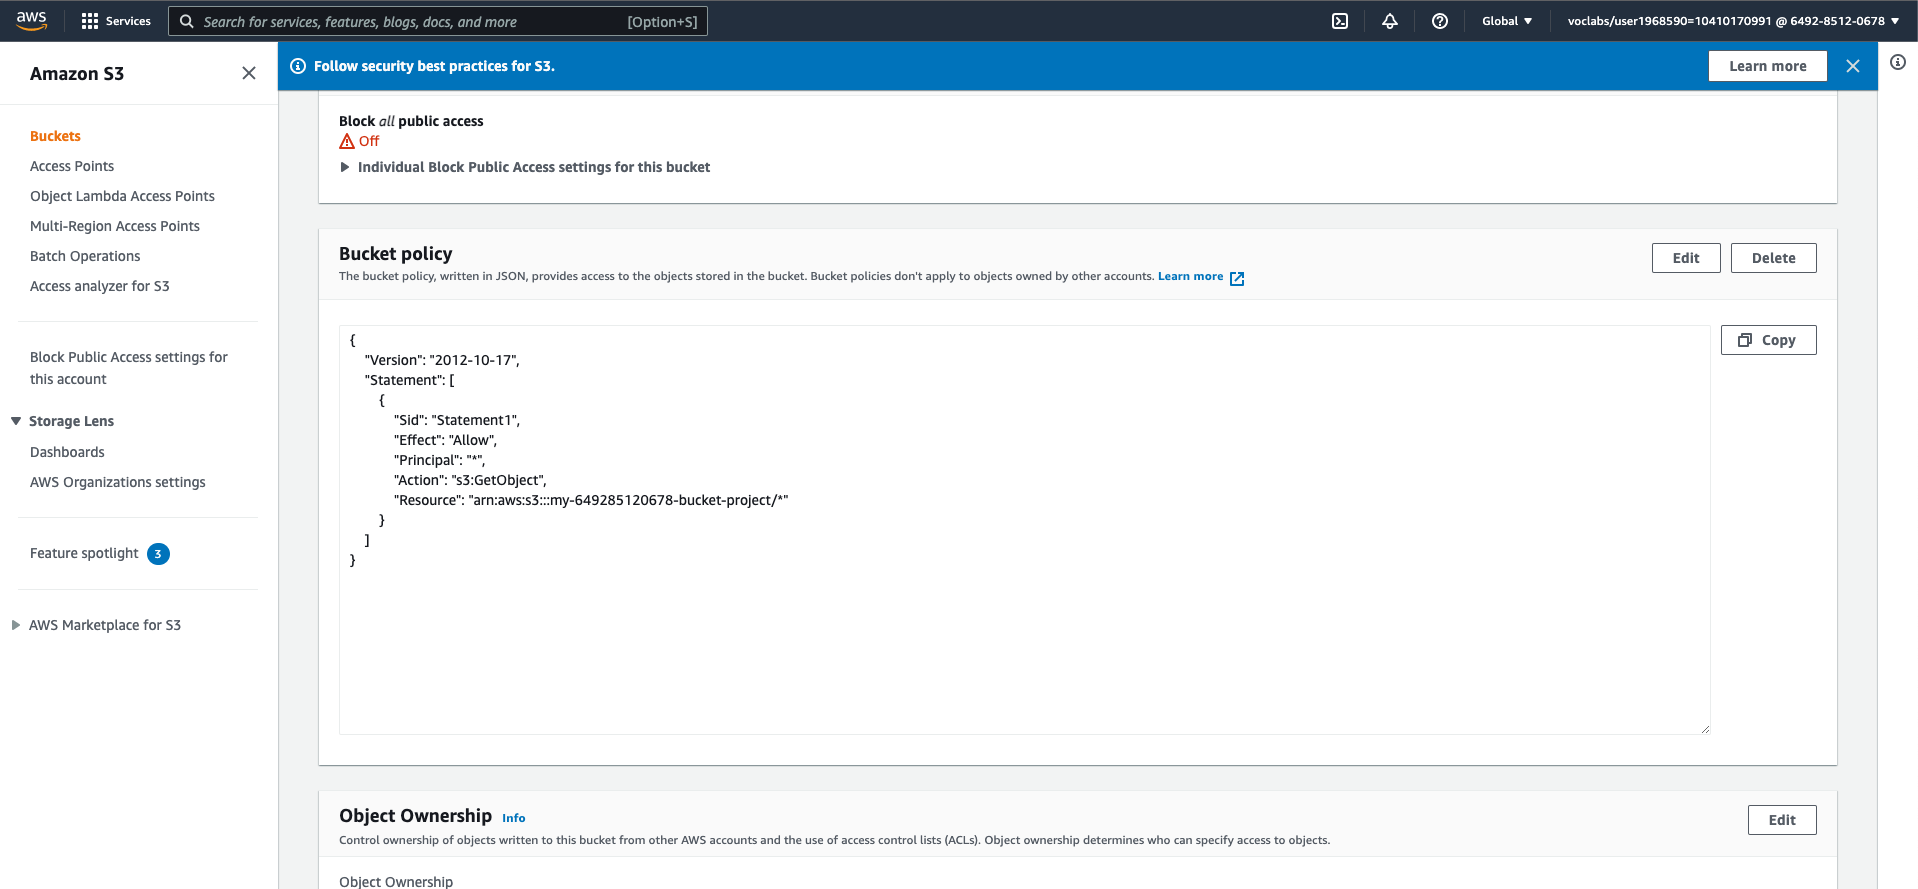 aws
Services
Search for services, features, blogs, docs, and more
[Option+S]
Global
voclabs/user1968590=10410170991 @ 6492-8512-0678
Amazon S3
Buckets
Access Points
Object Lambda Access Points
Multi-Region Access Points
Batch Operations
Access analyzer for S3
Block Public Access settings for
this account
Storage Lens
Dashboards
AWS Organizations settings
Feature spotlight 3
AWS Marketplace for S3
Follow security best practices for S3.
Learn more
Block all public access
Off
Individual Block Public Access settings for this bucket
Bucket policy
The bucket policy, written in JSON, provides access to the objects stored in the bucket. Bucket policies don't apply to objects owned by other accounts. Learn more
Edit
Delete
{
"Version": "2012-10-17",
"Statement": [
{
"Sid": "Statement1",
"Effect": "Allow",
"Principal": "*",
"Action": "s3:GetObject",
"Resource": "arn:aws:s3:::my-649285120678-bucket-project/*"
}
]
}
Copy
Object Ownership Info
Control ownership of objects written to this bucket from other AWS accounts and the use of access control lists (ACLs). Object ownership determines who can specify access to objects.
Edit
Object Ownership